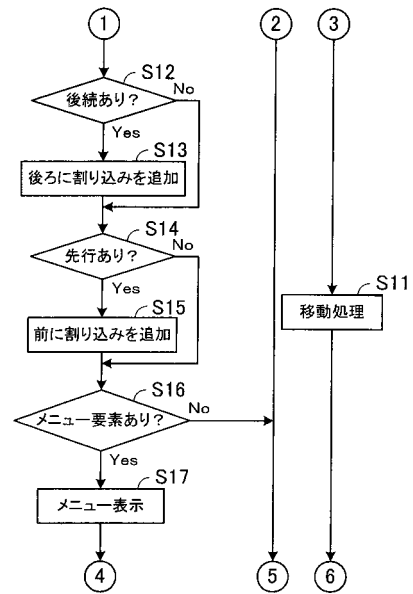 1
2
3
S12
後続あり?
No
Yes
S13
後ろに割り込みを追加
S14
先行あり?
No
Yes
S11
移動処理
S15
前に割り込みを追加
S16
メニュー要素あり?
No
Yes
S17
メニュー表示
4
5
6